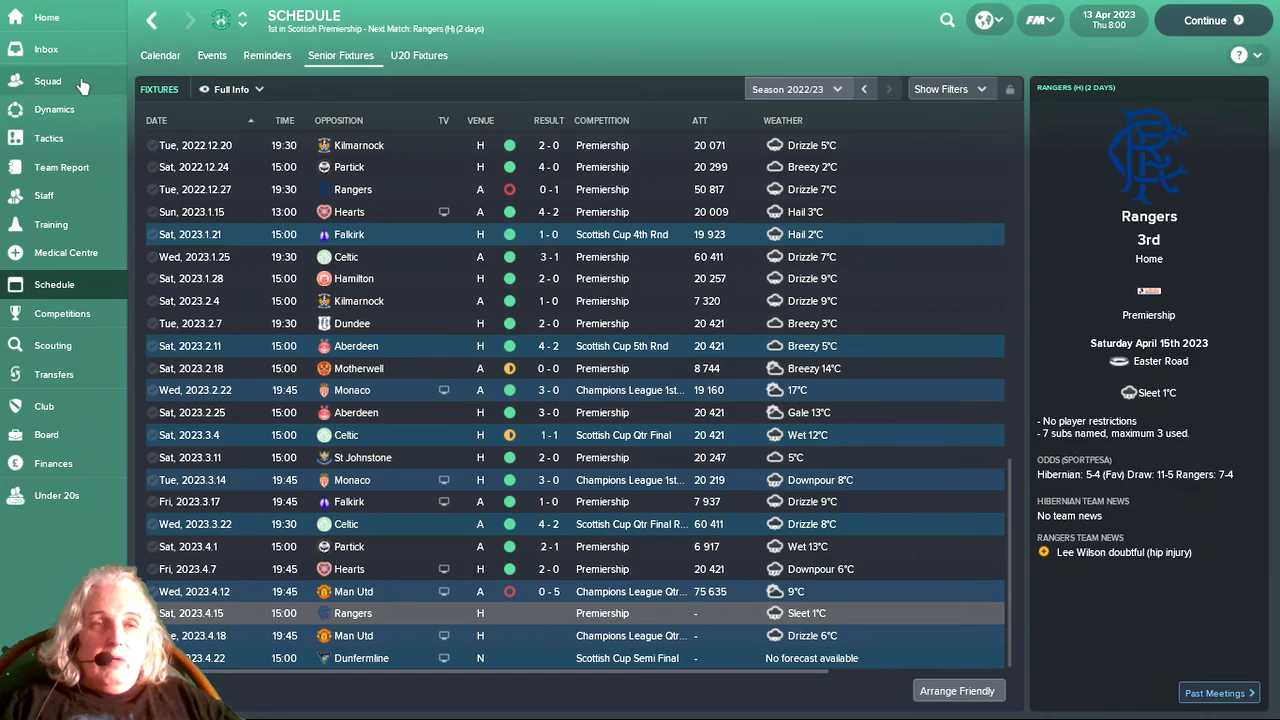 Home
Inbox
Squad
Dynamics
Tactics
Team Report
Staff
Training
Medical Centre
Schedule
Competitions
Scouting
Transfers
Club
Board
Finances
Under 20s
SCHEDULE
1st in Scottish Premiership - Next Match: Rangers (H) (2 days)
FM
13 Apr 2023
Thu 8:00
Continue
Calendar Events Reminders Senior Fixtures U20 Fixtures
?
FIXTURES Full Info Season 2022/23 Show Filters
DATE TIME OPPOSITION TV VENUE RESULT COMPETITION ATT WEATHER
Tue, 2022.12.20 19:30 Kilmarnock H 2 - 0 Premiership 20 071 Drizzle 5°C
Sat, 2022.12.24 15:00 Partick H 4 - 0 Premiership 20 299 Breezy 2°C
Tue, 2022.12.27 19:30 Rangers A 0 - 1 Premiership 50 817 Drizzle 7°C
Sun, 2023.1.15 13:00 Hearts A 4 - 2 Premiership 20 009 Hail 3°C
Sat, 2023.1.21 15:00 Falkirk H 1 - 0 Scottish Cup 4th Rnd 19 923 Hail 2°C
Wed, 2023.1.25 19:30 Celtic A 3 - 1 Premiership 60 411 Drizzle 7°C
Sat, 2023.1.28 15:00 Hamilton H 2 - 0 Premiership 20 257 Drizzle 9°C
Sat, 2023.2.4 15:00 Kilmarnock A 1 - 0 Premiership 7 320 Drizzle 9°C
Tue, 2023.2.7 19:30 Dundee H 2 - 0 Premiership 20 421 Breezy 3°C
Sat, 2023.2.11 15:00 Aberdeen H 4 - 2 Scottish Cup 5th Rnd 20 421 Breezy 5°C
Sat, 2023.2.18 15:00 Motherwell A 0 - 0 Premiership 8 744 Breezy 14°C
Wed, 2023.2.22 19:45 Monaco A 3 - 0 Champions League 1st... 19 160 17°C
Sat, 2023.2.25 15:00 Aberdeen H 3 - 0 Premiership 20 421 Gale 13°C
Sat, 2023.3.4 15:00 Celtic H 1 - 1 Scottish Cup Qtr Final 20 421 Wet 12°C
Sat, 2023.3.11 15:00 St Johnstone H 2 - 0 Premiership 20 247 5°C
Tue, 2023.3.14 19:45 Monaco H 3 - 0 Champions League 1st... 20 219 Downpour 8°C
Fri, 2023.3.17 19:45 Falkirk A 1 - 0 Premiership 7 937 Drizzle 9°C
Wed, 2023.3.22 19:30 Celtic A 4 - 2 Scottish Cup Qtr Final R... 60 411 Drizzle 8°C
Sat, 2023.4.1 15:00 Partick A 2 - 1 Premiership 6 917 Wet 13°C
Fri, 2023.4.7 19:45 Hearts H 2 - 0 Premiership 20 421 Downpour 6°C
Wed, 2023.4.12 19:45 Man Utd A 0 - 5 Champions League Qtr... 75 635 9°C
Sat, 2023.4.15 15:00 Rangers H Premiership - Sleet 1°C
2023.4.18 19:45 Man Utd H Champions League Qtr... - Drizzle 6°C
2023.4.22 15:00 Dunfermline N Scottish Cup Semi Final - No forecast available
Arrange Friendly
RANGERS (H) (2 DAYS)
Rangers
3rd
Home
Premiership
Saturday April 15th 2023
Easter Road
Sleet 1°C
- No player restrictions
- 7 subs named, maximum 3 used.
ODDS (SPORTPESA)
Hibernian: 5-4 (Fav) Draw: 11-5 Rangers: 7-4
HIBERNIAN TEAM NEWS
No team news
RANGERS TEAM NEWS
Lee Wilson doubtful (hip injury)
Past Meetings